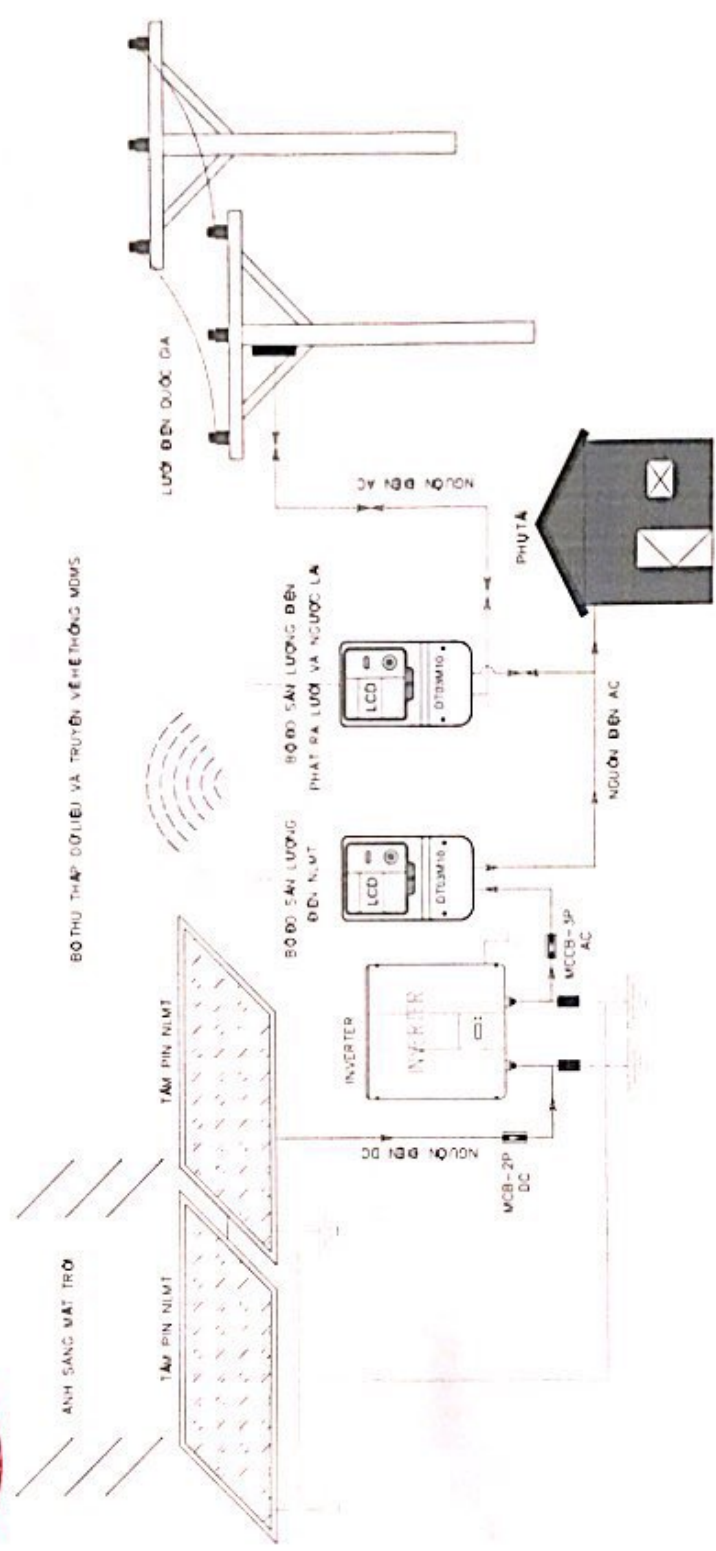 BỘ THU THẬP DỮ LIỆU VÀ TRUYỀN VỀ HỆ THỐNG MDMS
ÁNH SÁNG MẶT TRỜI
TẤM PIN NLMT
TẤM PIN NLMT
LƯỚI ĐIỆN QUỐC GIA
BỘ ĐO SẢN LƯỢNG
ĐIỆN NLMT
BỘ ĐO SẢN LƯỢNG ĐIỆN
PHÁT RA LƯỚI VÀ NGƯỢC LẠ
INVERTER
INVERTER
LCD
DT03M10
LCD
DT03M10
NGUỒN ĐIỆN DC
MCB-2P
DC
MCCB-3P
AC
NGUỒN ĐIỆN AC
NGUỒN ĐIỆN AC
PHỤ TẢ